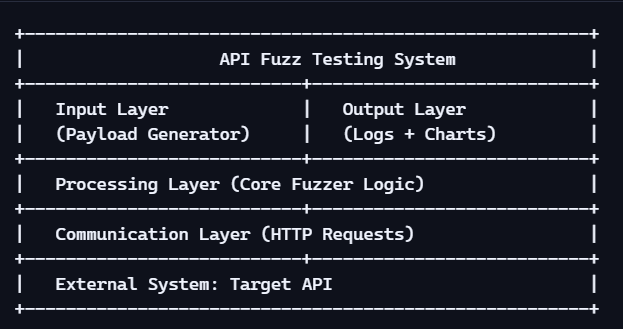 API Fuzz Testing System
Input Layer | Output Layer
(Payload Generator) | (Logs + Charts)
Processing Layer (Core Fuzzer Logic)
Communication Layer (HTTP Requests)
External System: Target API